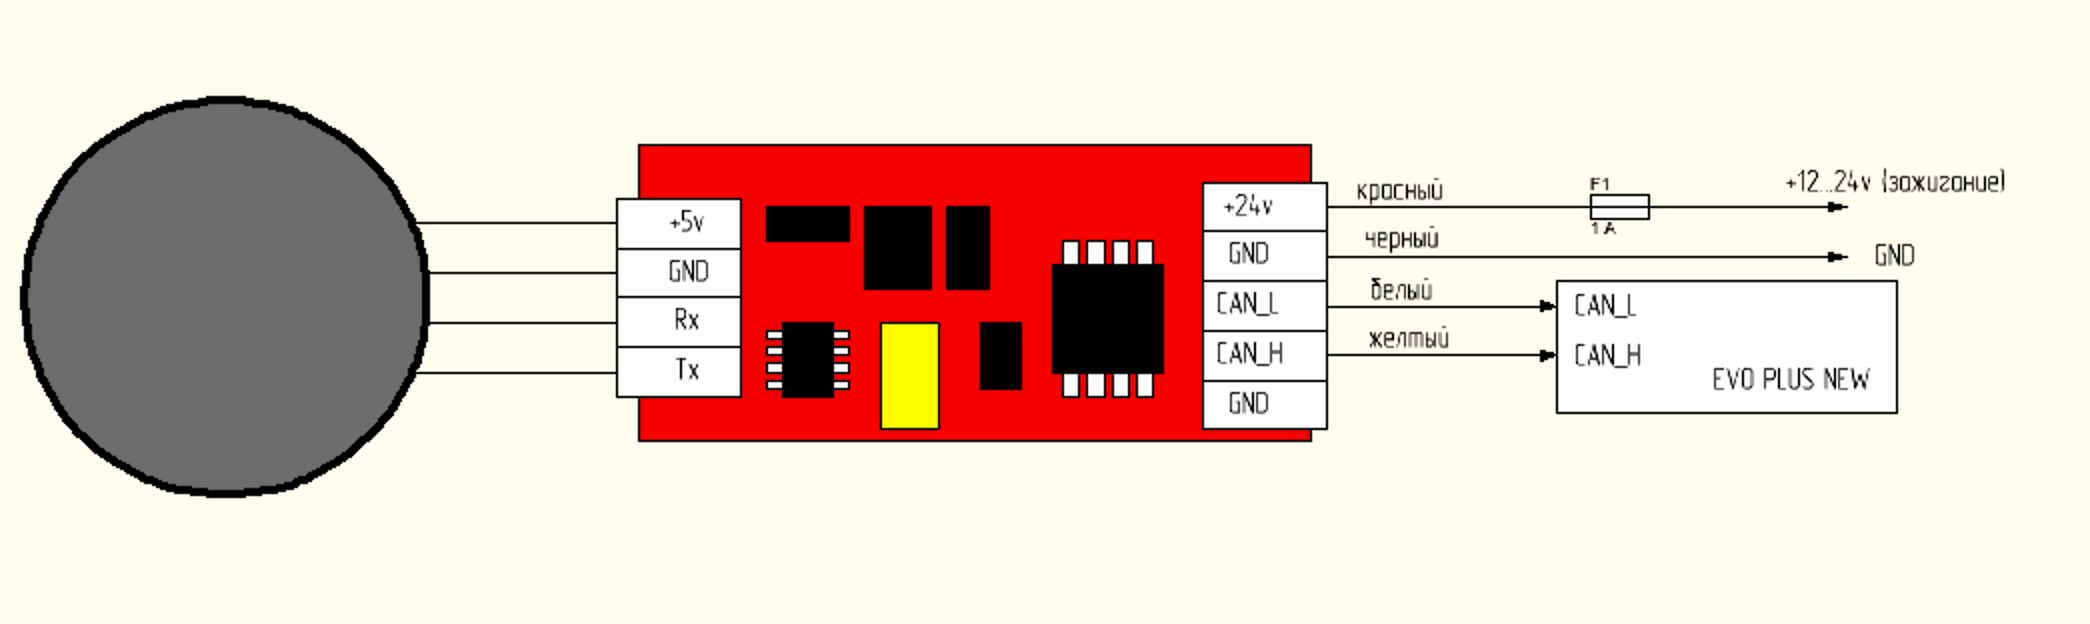 +5v
GND
Rx
Tx
+24v
GND
CAN_L
CAN_H
GND
красный
F1
1 A
+12...24v (зажигание)
черный
GND
белый
CAN_L
желтый
CAN_H
EVO PLUS NEW